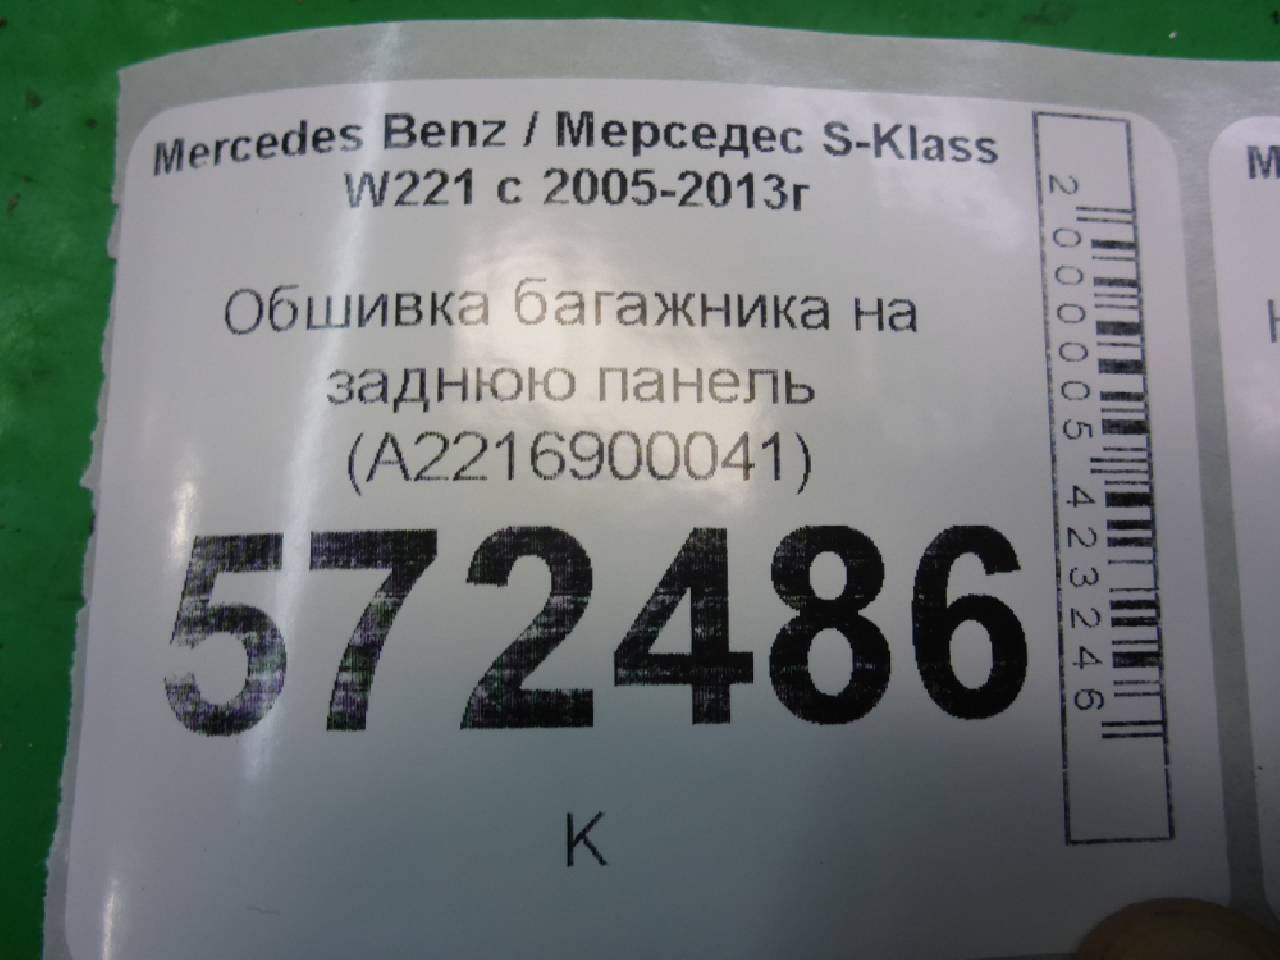 Mercedes Benz / Мерседес S-Klass
W221 с 2005-2013г
Обшивка багажника на
заднюю панель
(A2216900041)
572486
К
2000005423246